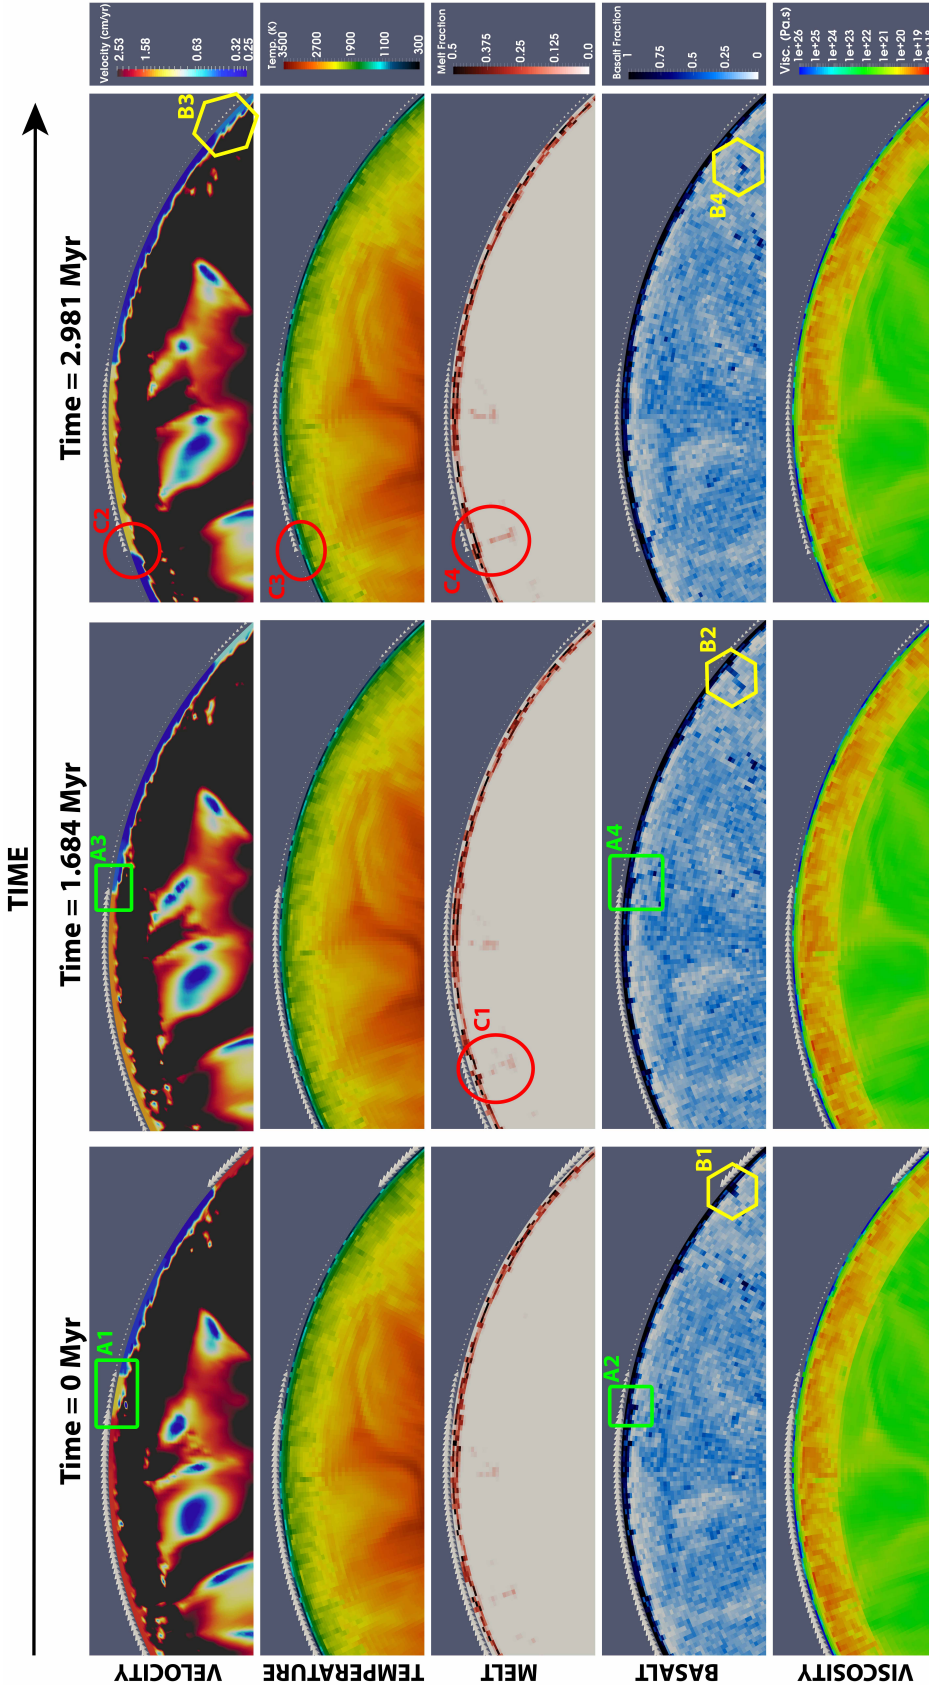 TIME
Time = 0 Myr
Time = 1.684 Myr
Time = 2.981 Myr
VELOCITY
A1
A3
C2
B3
Velocity (cm/yr)
2.53
1.58
0.63
0.32
0.25
TEMPERATURE
C3
Temp. (K)
3500
2700
1900
1100
300
MELT
C1
C4
Melt Fraction
0.5
0.375
0.25
0.125
0.0
BASALT
A2
B1
A4
B2
B4
Basalt Fraction
1
0.75
0.5
0.25
0
VISCOSITY
Visc. (Pa.s)
1e+26
1e+25
1e+24
1e+23
1e+22
1e+21
1e+20
1e+19